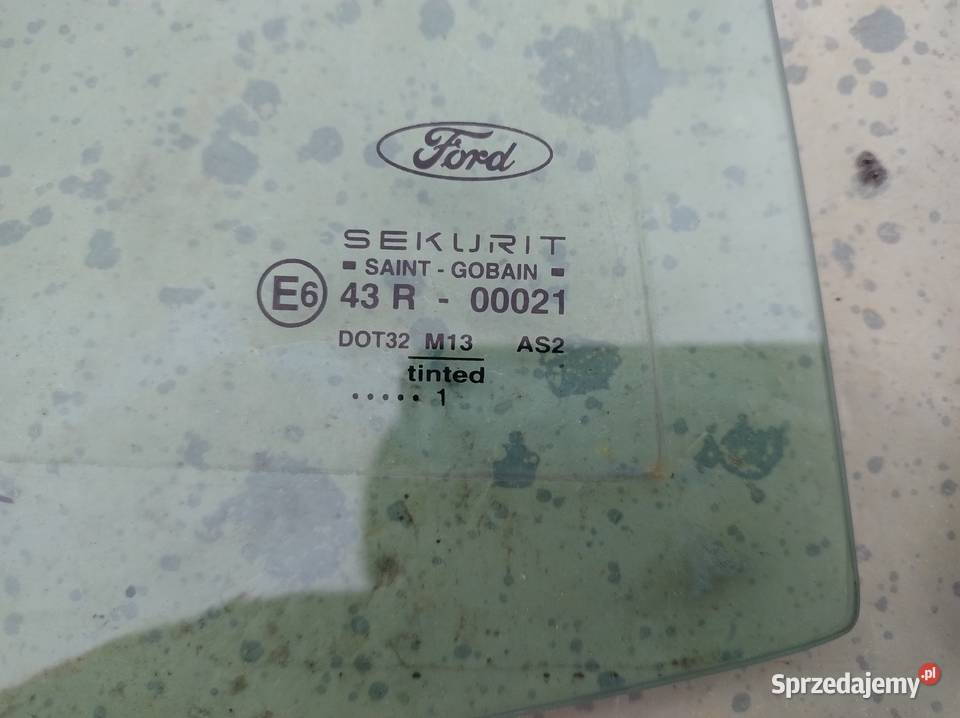 Ford
SEKURIT
SAINT - GOBAIN
E6 43 R - 00021
DOT32 M13 AS2
tinted
..... 1
Sprzedajemy.pl